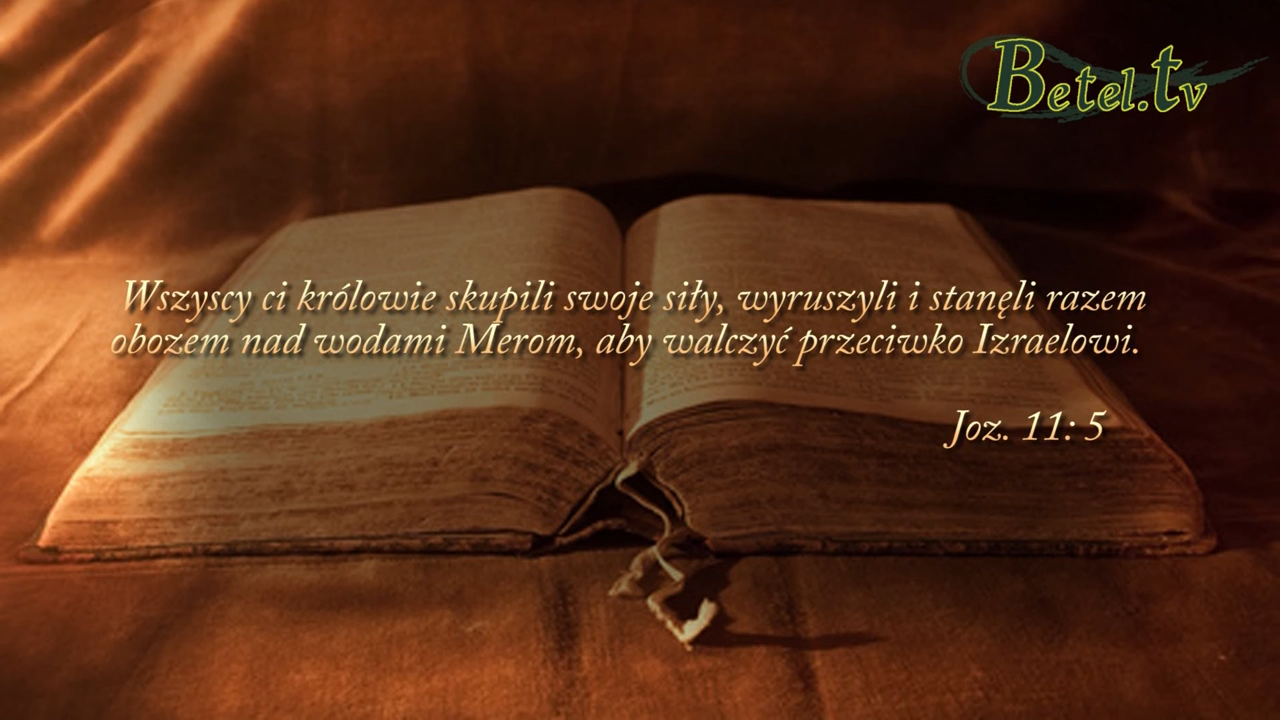 Betel.tv
Wszyscy ci królowie skupili swoje siły, wyruszyli i stanęli razem
obozem nad wodami Merom, aby walczyć przeciwko Izraelowi.
Joz. 11: 5